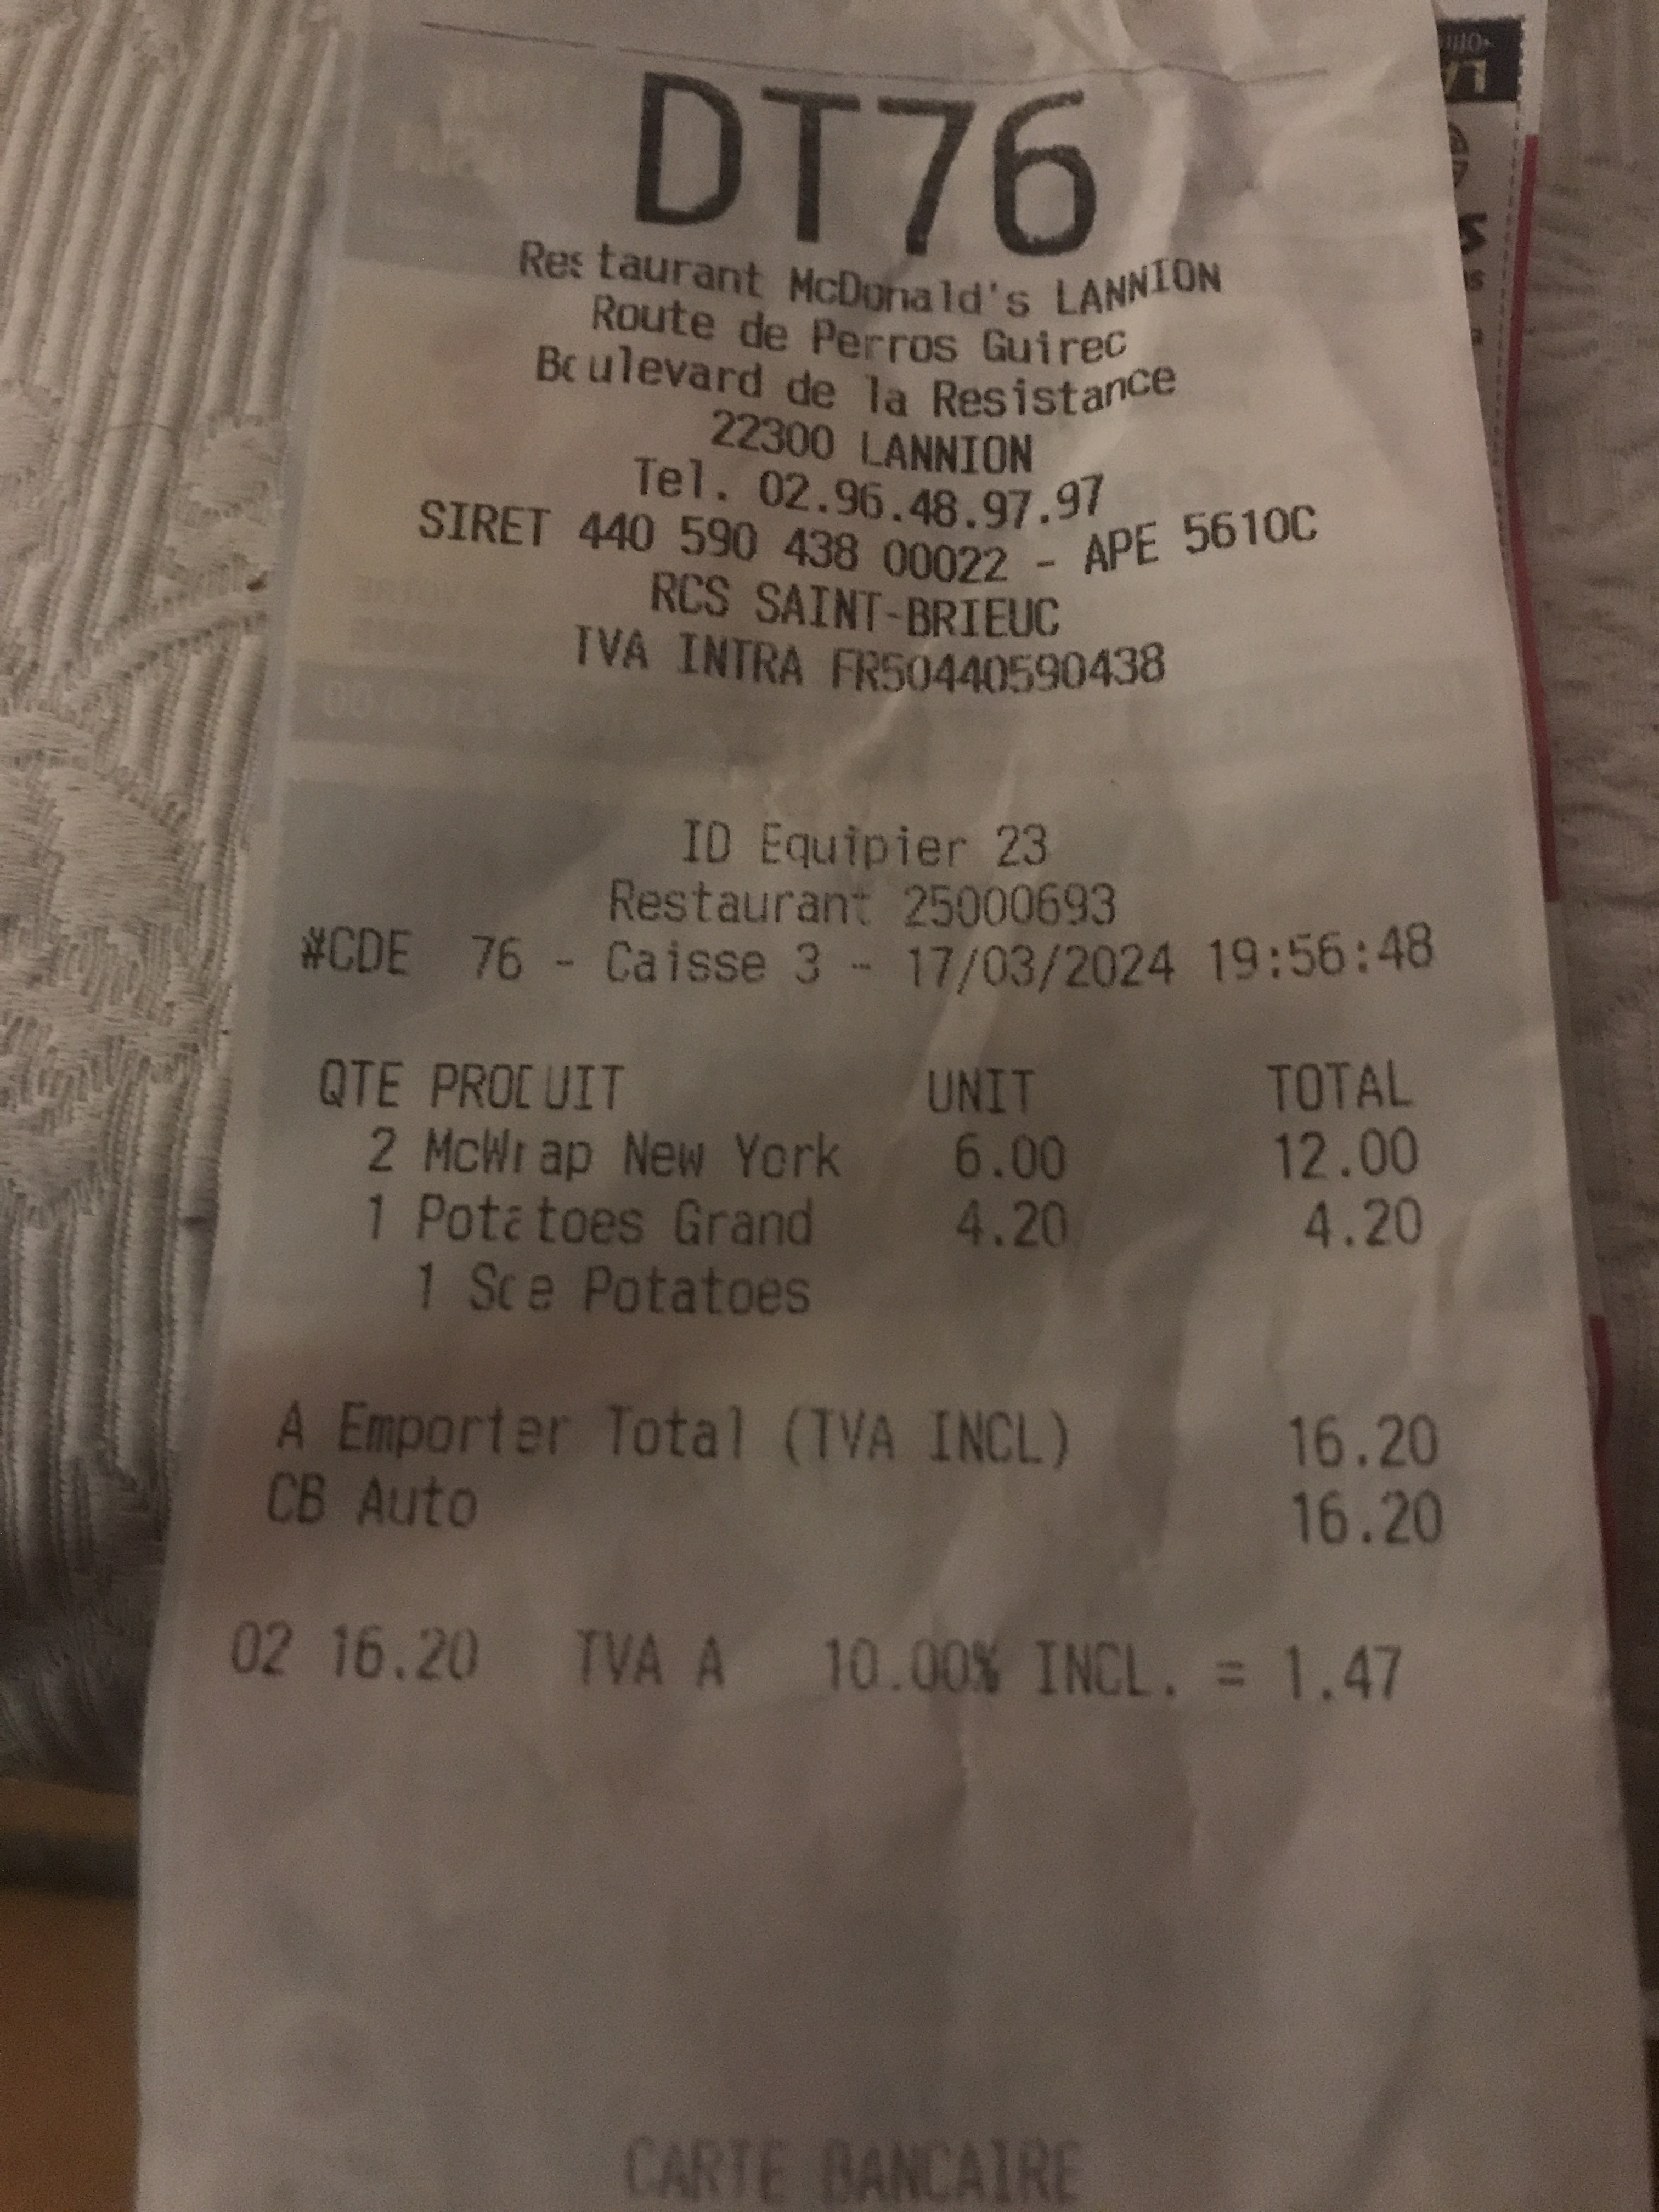 DT76
Restaurant McDonald's LANNION
Route de Perros Guirec
Boulevard de la Resistance
22300 LANNION
Tel. 02.96.48.97.97
SIRET 440 590 438 00022 - APE 5610C
RCS SAINT-BRIEUC
TVA INTRA FR50440590438
ID Equipier 23
Restaurant 25000693
#CDE 76 - Caisse 3 - 17/03/2024 19:56:48
QTE PRODUIT UNIT TOTAL
2 McWrap New York 6.00 12.00
1 Potatoes Grand 4.20 4.20
1 Sce Potatoes
A Emporter Total (TVA INCL) 16.20
CB Auto 16.20
02 16.20 TVA A 10.00% INCL. = 1.47
CARTE BANCAIRE